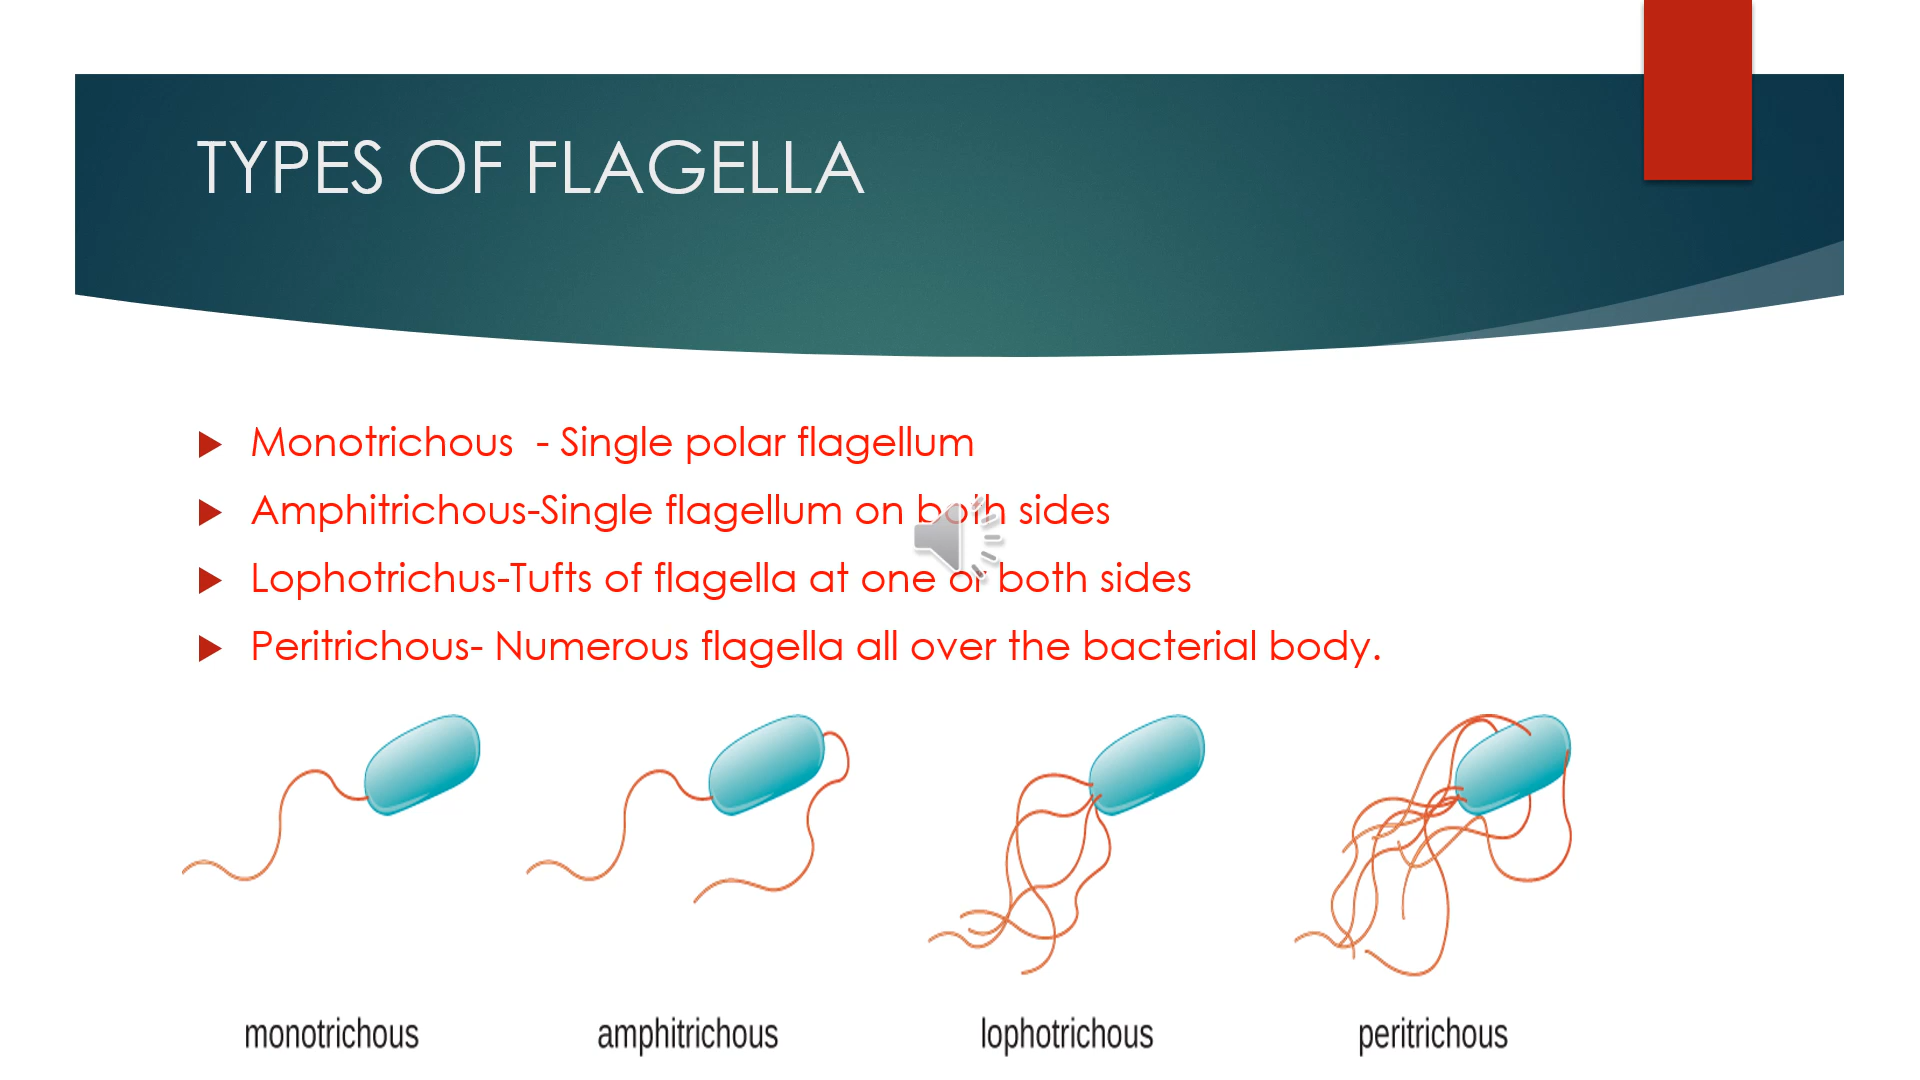 TYPES OF FLAGELLA
Monotrichous - Single polar flagellum
Amphitrichous-Single flagellum on both sides
Lophotrichus-Tufts of flagella at one or both sides
Peritrichous- Numerous flagella all over the bacterial body.
monotrichous amphitrichous lophotrichous peritrichous